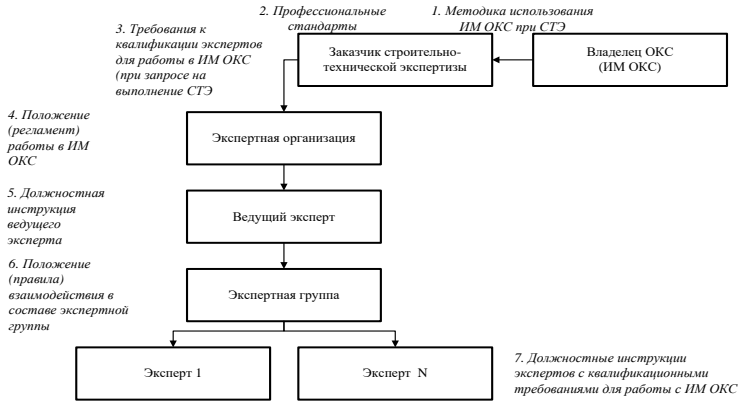 1. Методика использования
ИМ ОКС при СТЭ
2. Профессиональные
стандарты
3. Требования к
квалификации экспертов
для работы в ИМ ОКС
(при запросе на
выполнение СТЭ
Заказчик строительно-
технической экспертизы
Владелец ОКС
(ИМ ОКС)
4. Положение
(регламент)
работы в ИМ
ОКС
Экспертная организация
5. Должностная
инструкция
ведущего
эксперта
Ведущий эксперт
6. Положение
(правила)
взаимодействия в
составе экспертной
группы
Экспертная группа
Эксперт 1
Эксперт N
7. Должностные инструкции
экспертов с квалификационными
требованиями для работы с ИМ ОКС